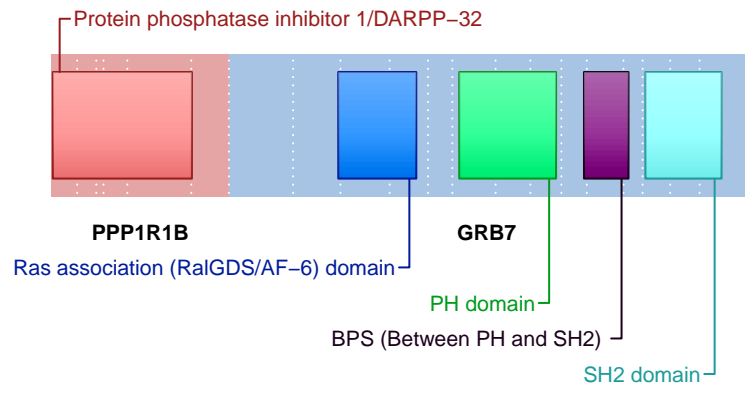 Protein phosphatase inhibitor 1/DARPP−32
PPP1R1B
GRB7
Ras association (RalGDS/AF−6) domain
PH domain
BPS (Between PH and SH2)
SH2 domain